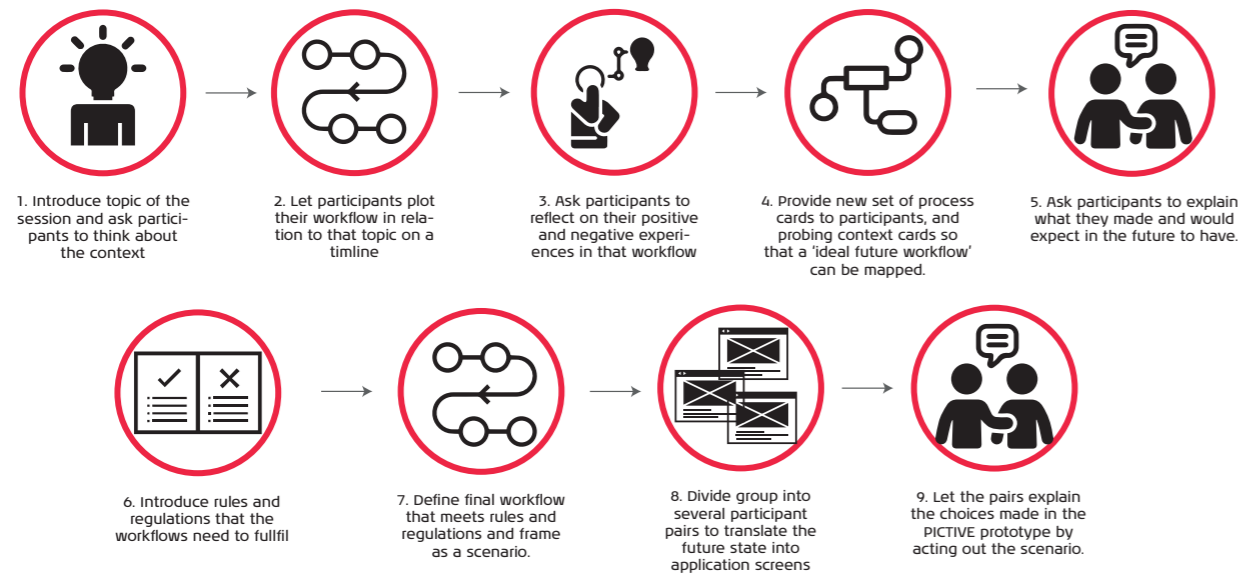 1. Introduce topic of the
session and ask partici-
pants to think about
the context
2. Let participants plot
their workflow in rela-
tion to that topic on a
timline
3. Ask participants to
reflect on their positive
and negative experi-
ences in that workflow
4. Provide new set of process
cards to participants, and
probing context cards so
that a 'ideal future workflow'
can be mapped.
5. Ask participants to explain
what they made and would
expect in the future to have.
6. Introduce rules and
regulations that the
workflows need to fullfil
7. Define final workflow
that meets rules and
regulations and frame
as a scenario.
8. Divide group into
several participant
pairs to translate the
future state into
application screens
9. Let the pairs explain
the choices made in the
PICTIVE prototype by
acting out the scenario.